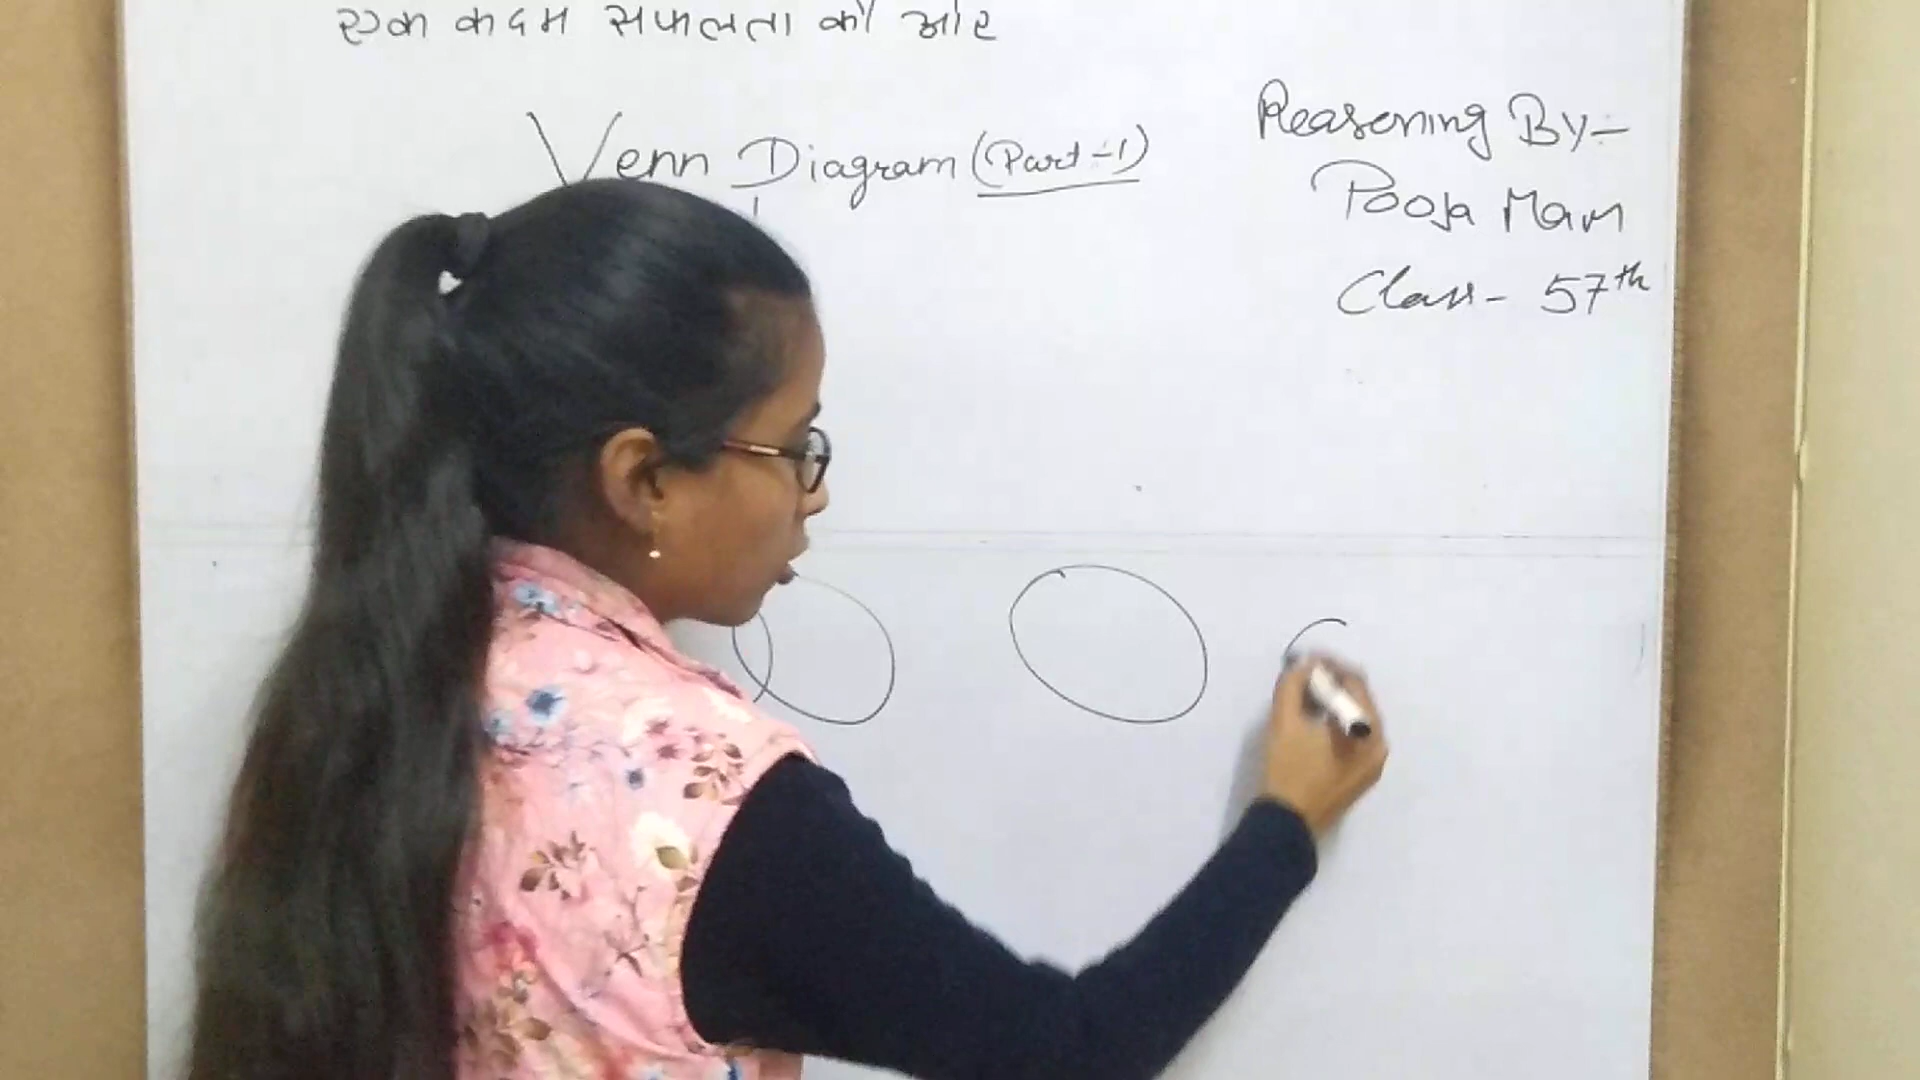 एक कदम सफलता की ओर
Venn Diagram (Part-1)
Reasoning By-
Pooja Mam
Class- 57th